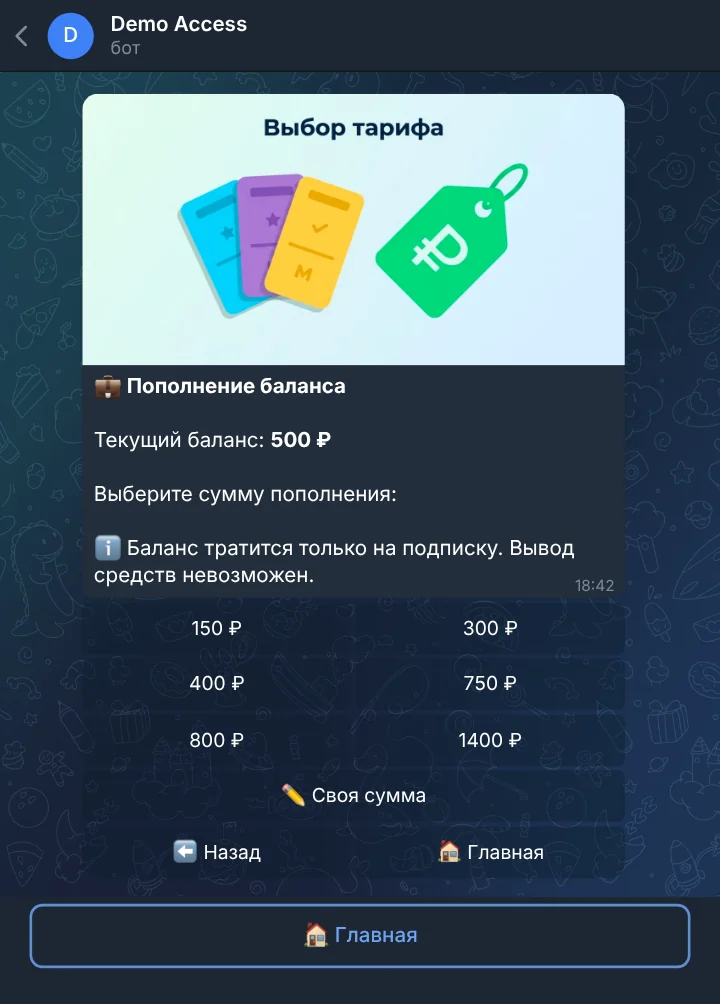 D
Demo Access
бот
Выбор тарифа
М
₽
💼 Пополнение баланса
Текущий баланс: 500 ₽
Выберите сумму пополнения:
ℹ️ Баланс тратится только на подписку. Вывод
средств невозможен.
18:42
150 ₽ 300 ₽
400 ₽ 750 ₽
800 ₽ 1400 ₽
✏️ Своя сумма
⬅️ Назад 🏠 Главная
🏠 Главная